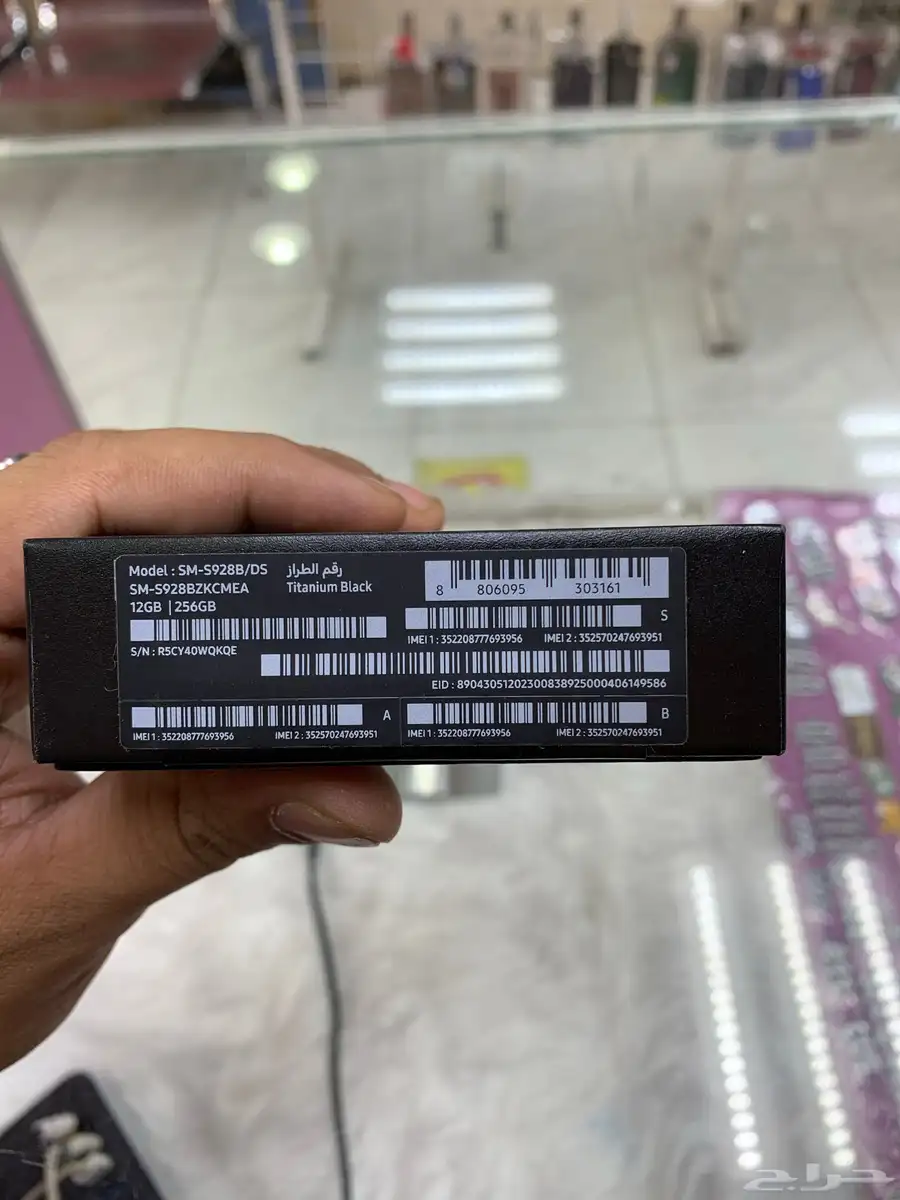 Model : SM-S928B/DS رقم الطراز
SM-S928BZKCMEA Titanium Black
12GB | 256GB
8 806095 303161
S/N : R5CY40WQKQE
IMEI 1 : 352208777693956 IMEI 2 : 352570247693951 S
EID : 89043051202300838925000406149586
IMEI 1 : 352208777693956 IMEI 2 : 352570247693951 A
IMEI 1 : 352208777693956 IMEI 2 : 352570247693951 B
حراج